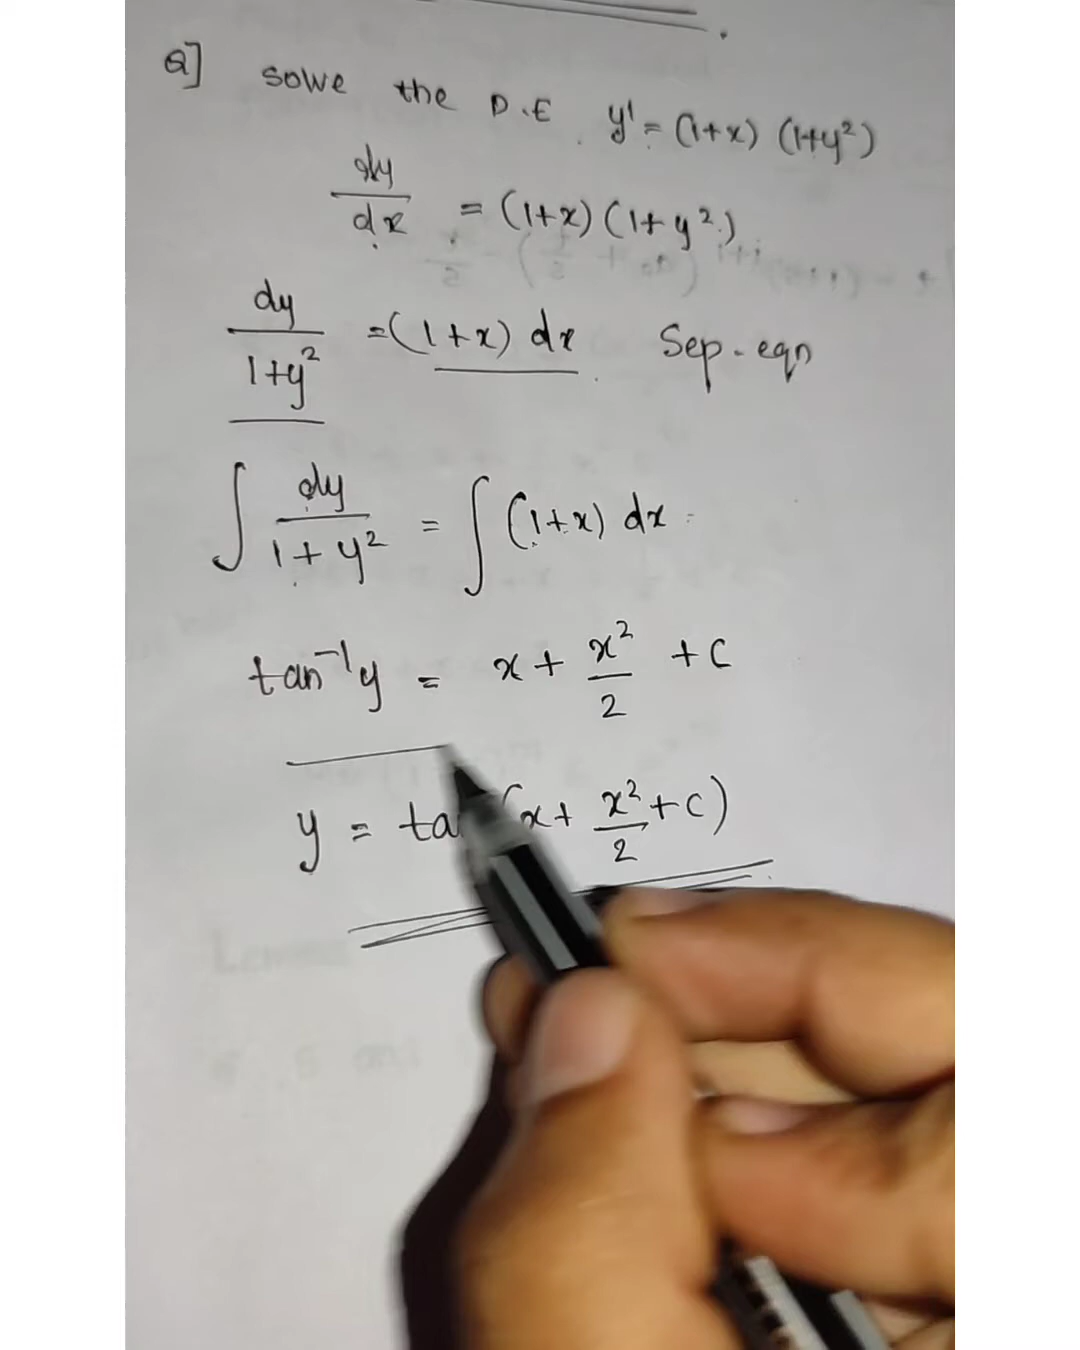 Q] Solve the D.E. y' = (1+x) (1+y²)
dy/dx = (1+x) (1+y²)
dy/1+y² = (1+x) dx Sep. eqn
∫ dy/1+y² = ∫ (1+x) dx
tan⁻¹y = x + x²/2 + c
y = ta (x + x²/2 + c)